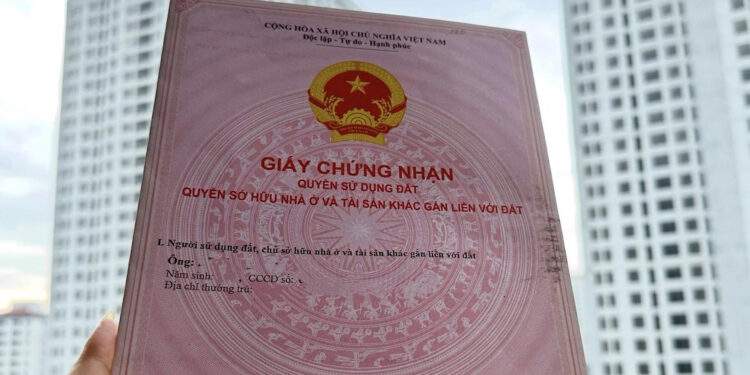 CỘNG HÒA XÃ HỘI CHỦ NGHĨA VIỆT NAM
Độc lập - Tự do - Hạnh phúc
GIẤY CHỨNG NHẬN
QUYỀN SỬ DỤNG ĐẤT
QUYỀN SỞ HỮU NHÀ Ở VÀ TÀI SẢN KHÁC GẮN LIỀN VỚI ĐẤT
I. Người sử dụng đất, chủ sở hữu nhà ở và tài sản khác gắn liền với đất
Ông:
Năm sinh: CCCD số:
Địa chỉ thường trú: